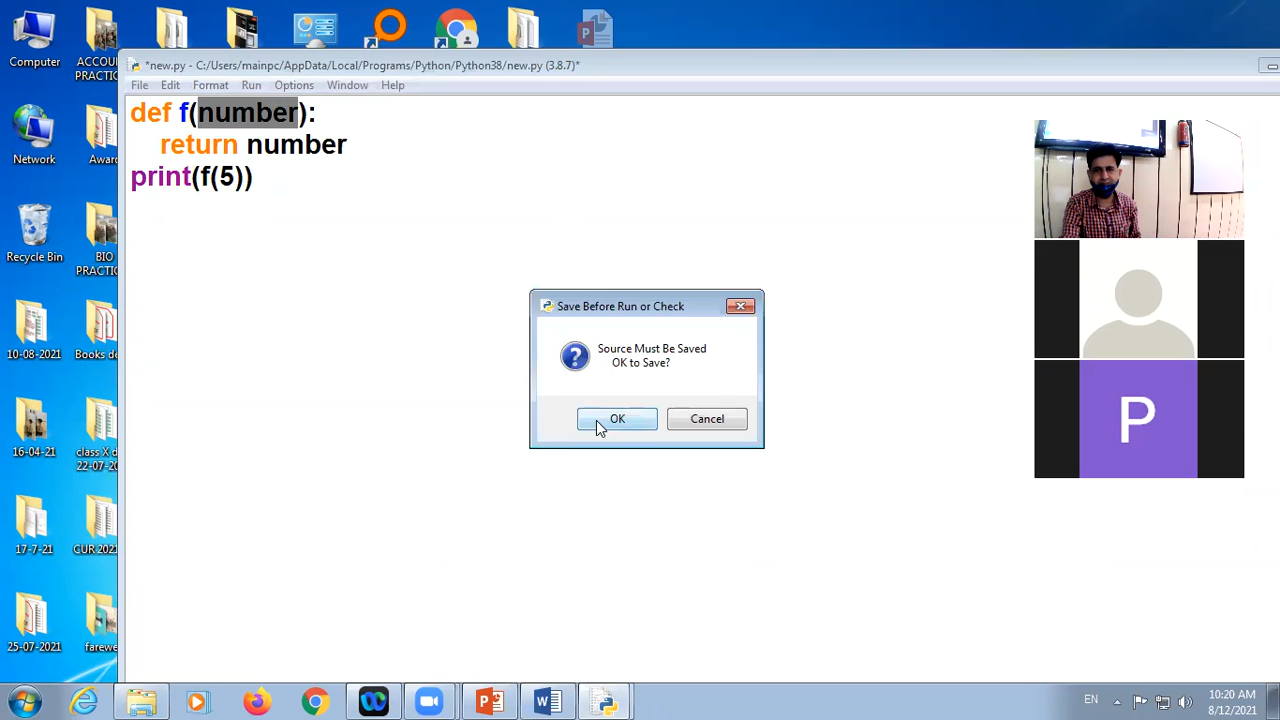 Computer
ACCOU
PRACTIC
*new.py - C:/Users/mainpc/AppData/Local/Programs/Python/Python38/new.py (3.8.7)*
File Edit Format Run Options Window Help
def f(number):
return number
print(f(5))
Network
Award
Recycle Bin
BIO
PRACTIC
Save Before Run or Check
Source Must Be Saved
OK to Save?
OK
Cancel
10-08-2021
Books de
16-04-21
class X d
22-07-20
17-7-21
CUR 2021
25-07-2021
farewe
P
EN
10:20 AM
8/12/2021